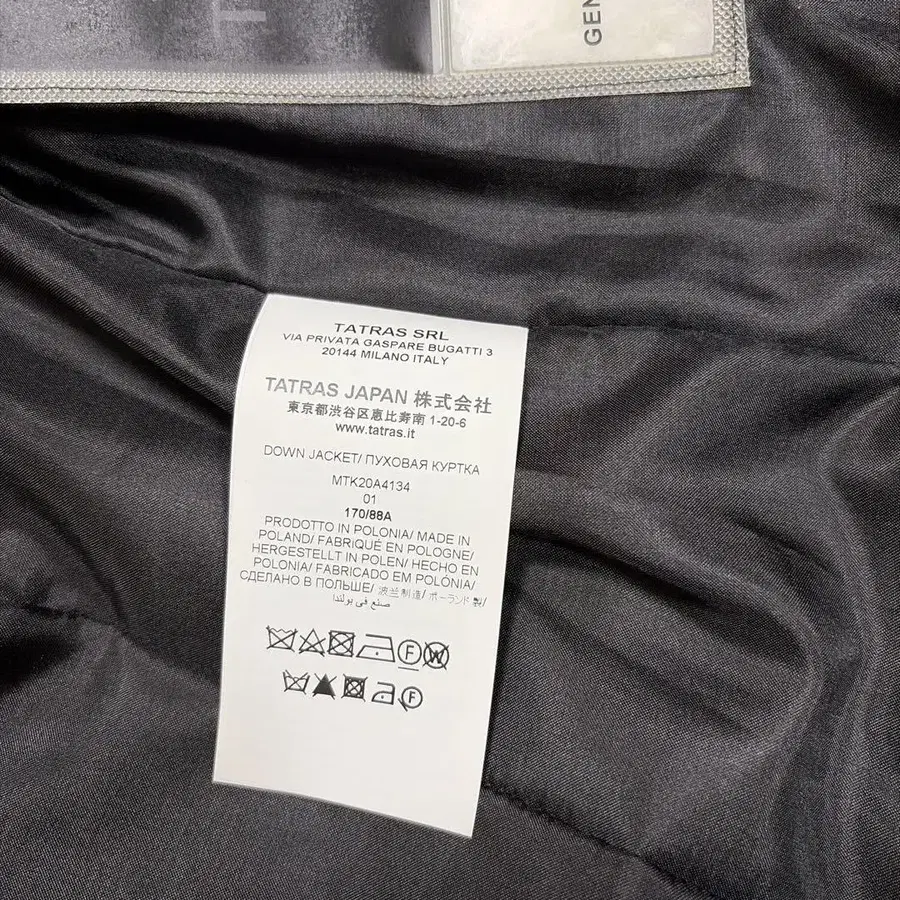 GEN
TATRAS SRL
VIA PRIVATA GASPARE BUGATTI 3
20144 MILANO ITALY
TATRAS JAPAN 株式会社
東京都渋谷区恵比寿南 1-20-6
www.tatras.it
DOWN JACKET/ ПУХОВАЯ КУРТКА
MTK20A4134
01
170/88A
PRODOTTO IN POLONIA/ MADE IN
POLAND/ FABRIQUÉ EN POLOGNE/
HERGESTELLT IN POLEN/ HECHO EN
POLONIA/ FABRICADO EM POLÓNIA/
СДЕЛАНО В ПОЛЬШЕ/ 波兰制造/ ポーランド製/
صنع في بولندا
F W
F